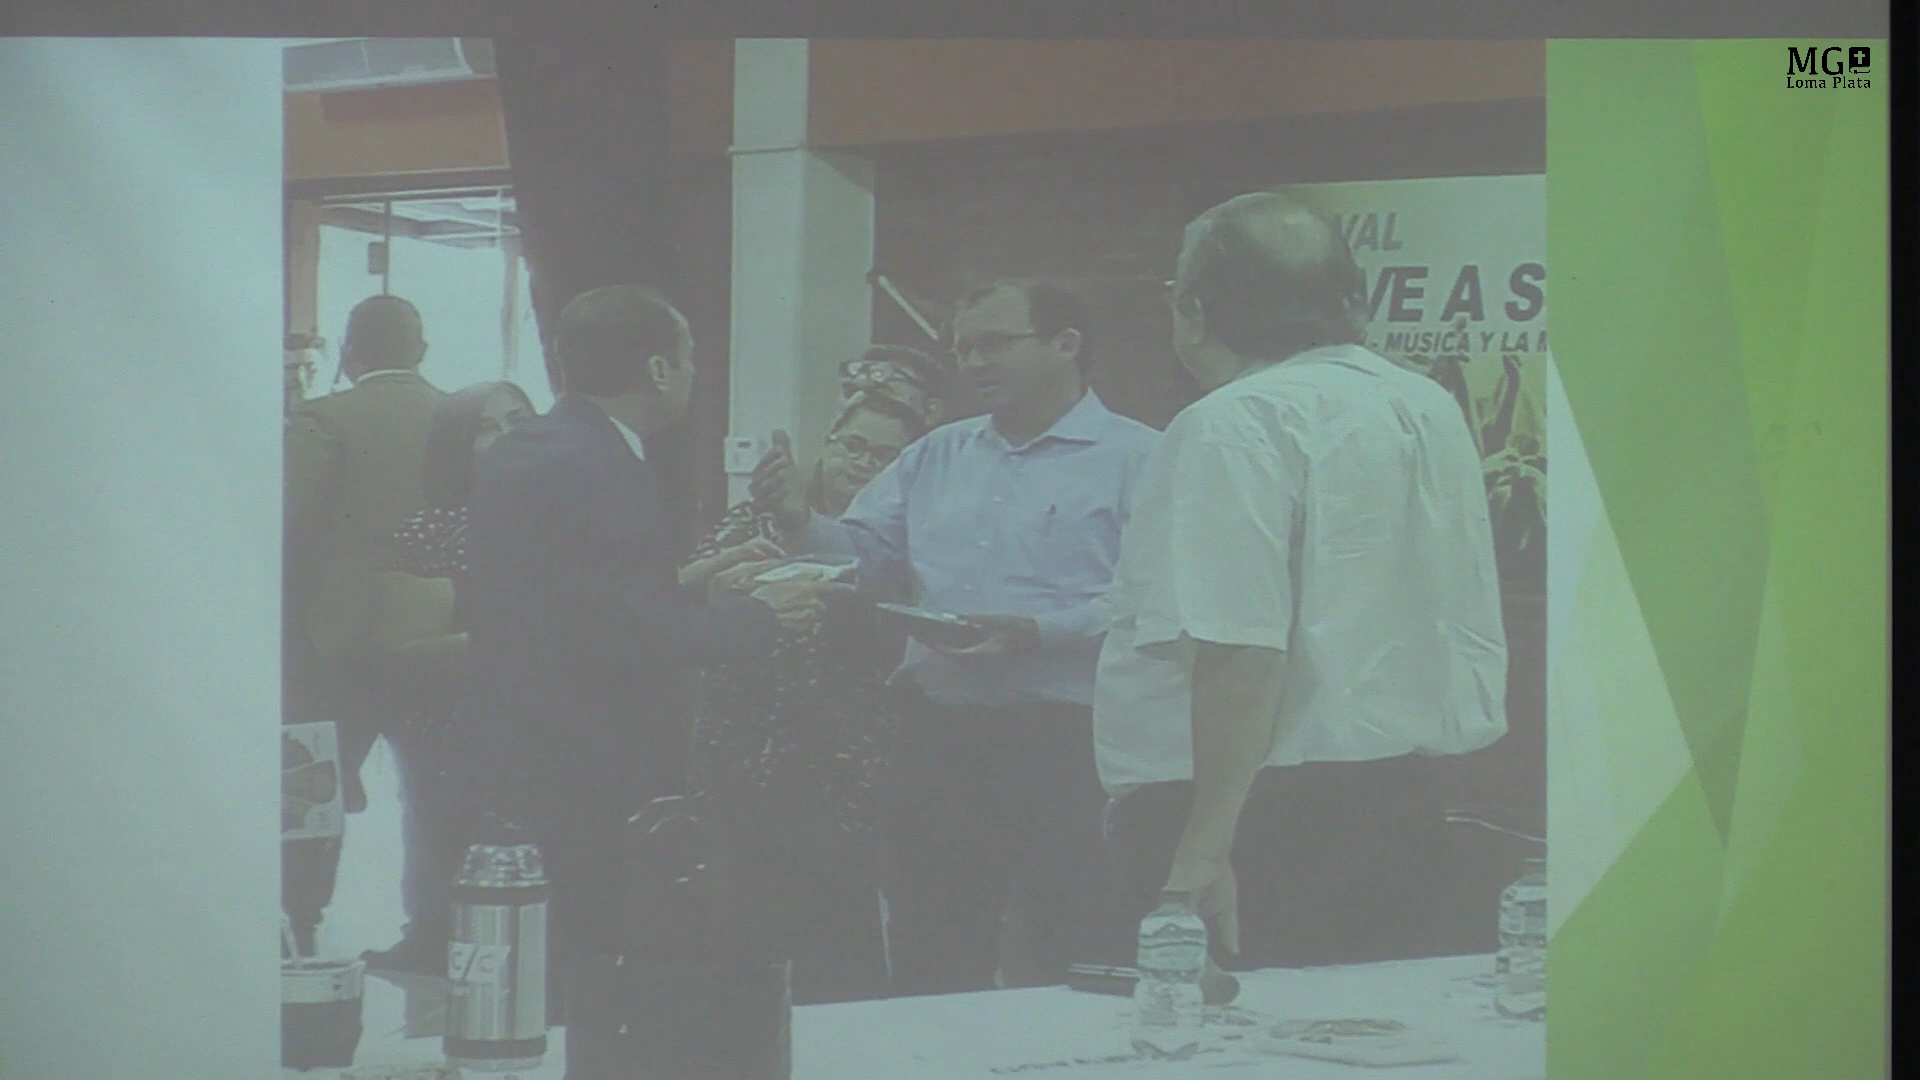 MG
Loma Plata
VAL
VE A S
- MUSICA Y LA
C/C